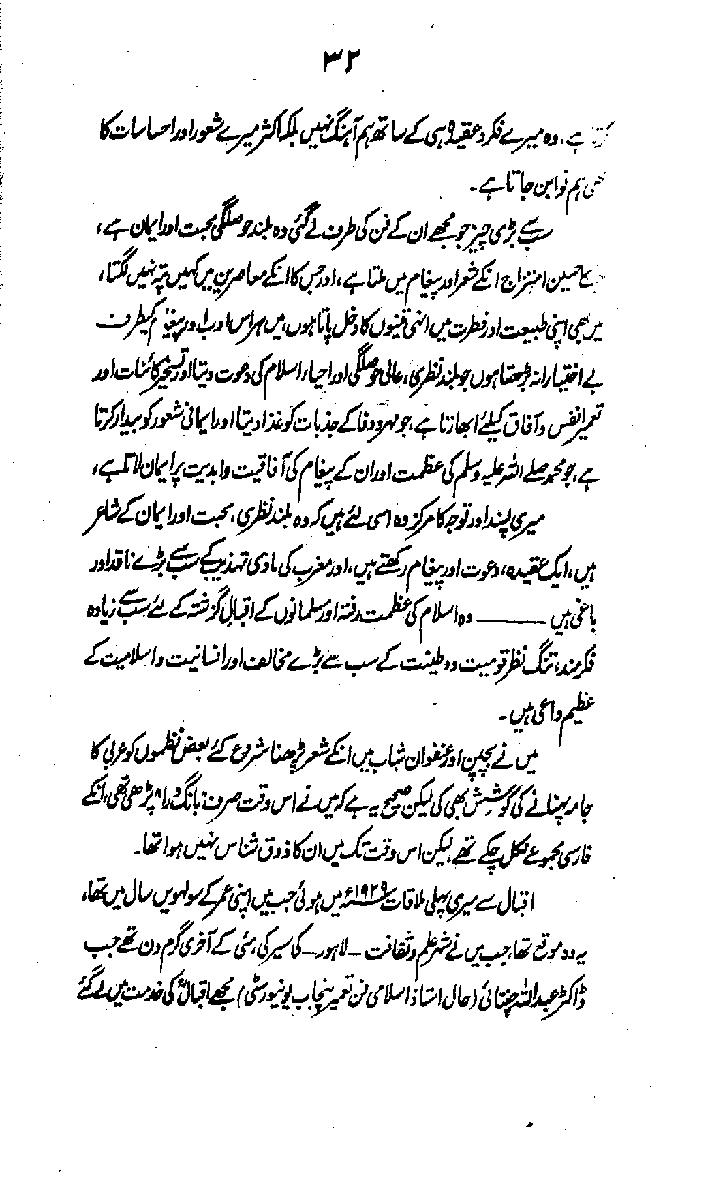 ۳۲
ہے، وہ میرے فکر و عقیدہ ہی کے ساتھ ہم آہنگ نہیں بلکہ اکثر میرے شعور اور احساسات کا
بھی ہم نوا بن جاتا ہے۔
سب سے بڑی چیز جو مجھے ان کے فن کی طرف لے گئی وہ بلند حوصلگی محبت اور ایمان ہے،
حسین امتزاج انکے شعر اور پیغام میں ملتا ہے، اور جس کا انکے معاصرین میں کہیں پتہ نہیں لگتا،
میں بھی اپنی طبیعت اور فطرت میں انہی تینوں کا دخل پاتا ہوں، میں ہر اس ادب اور پیغام کیطرف
بے اختیارانہ بڑھتا ہوں جو بلند نظری، عالی حوصلگی اور احیاء اسلام کی دعوت دیتا اور تسخیر کائنات اور
تعمیر انفس و آفاق کیلئے ابھارتا ہے، جو مہر و وفا کے جذبات کو غذا دیتا اور ایمانی شعور کو بیدار کرتا
ہے، جو محمد صلے اللہ علیہ وسلم کی عظمت اور ان کے پیغام کی آفاقیت و ابدیت پر ایمان لاتا ہے،
میری پسند اور توجہ کا مرکز وہ اسی لئے ہیں کہ وہ بلند نظری، محبت اور ایمان کے شاعر
ہیں، ایک عقیدہ، دعوت اور پیغام رکھتے ہیں، اور مغرب کی مادی تہذیب کے سب سے بڑے ناقد اور
باغی ہیں ــــــــــ وہ اسلام کی عظمت رفتہ اور مسلمانوں کے اقبال گزشتہ کے لئے سب سے زیادہ
فکرمند، تنگ نظر قومیت و وطنیت کے سب سے بڑے مخالف اور انسانیت و اسلامیت کے
عظیم داعی ہیں۔
میں نے بچپن اور عنفوان شباب میں انکے شعر پڑھنا شروع کئے بعض نظموں کو عربی کا
جامہ پہنانے کی کوشش بھی کی لیکن صحیح یہ ہے کہ میں نے اس وقت صرف 'بانگ درا' پڑھی تھی، انکے
فارسی مجموعے نکل چکے تھے، لیکن اس وقت تک میں ان کا ذوق شناس نہیں ہوا تھا۔
اقبال سے میری پہلی ملاقات ۱۹۲۹ء میں ہوئی جب میں اپنی عمر کے سولہویں سال میں تھا،
یہ وہ موقع تھا، جب میں نے شہر علم و ثقافت - لاہور - کی سیر کی، مئی کے آخری گرم دن تھے جب
ڈاکٹر عبد اللہ چغتائی (حال استاذ اسلامی فن تعمیر پنجاب یونیورسٹی) مجھے اقبالؒ کی خدمت میں لے گئے